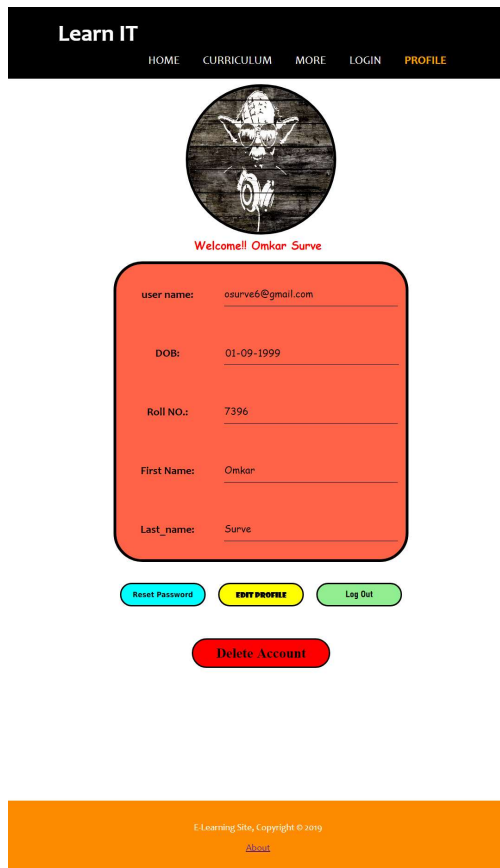 Learn IT
HOME CURRICULUM MORE LOGIN PROFILE
Welcome!! Omkar Surve
user name: osurve6@gmail.com
DOB: 01-09-1999
Roll NO.: 7396
First Name: Omkar
Last_name: Surve
Reset Password EDIT PROFILE Log Out
Delete Account
E-Learning Site, Copyright © 2019
About